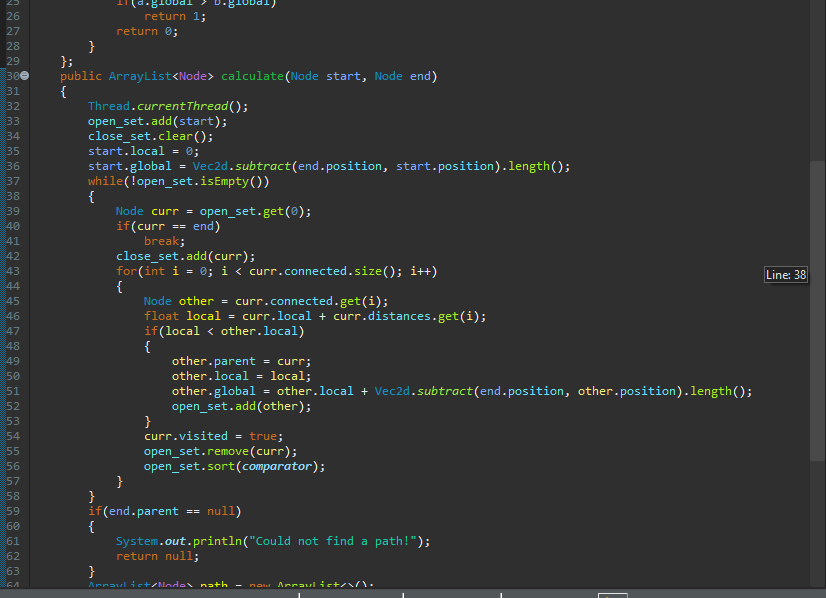 25 if(a.global > b.global)
26 return 1;
27 return 0;
28 }
29 };
30 public ArrayList<Node> calculate(Node start, Node end)
31 {
32 Thread.currentThread();
33 open_set.add(start);
34 close_set.clear();
35 start.local = 0;
36 start.global = Vec2d.subtract(end.position, start.position).length();
37 while(!open_set.isEmpty())
38 {
39 Node curr = open_set.get(0);
40 if(curr == end)
41 break;
42 close_set.add(curr);
43 for(int i = 0; i < curr.connected.size(); i++)
Line: 38
44 {
45 Node other = curr.connected.get(i);
46 float local = curr.local + curr.distances.get(i);
47 if(local < other.local)
48 {
49 other.parent = curr;
50 other.local = local;
51 other.global = other.local + Vec2d.subtract(end.position, other.position).length();
52 open_set.add(other);
53 }
54 curr.visited = true;
55 open_set.remove(curr);
56 open_set.sort(comparator);
57 }
58 }
59 if(end.parent == null)
60 {
61 System.out.println("Could not find a path!");
62 return null;
63 }
64 ArrayList<Node> path = new ArrayList<>();